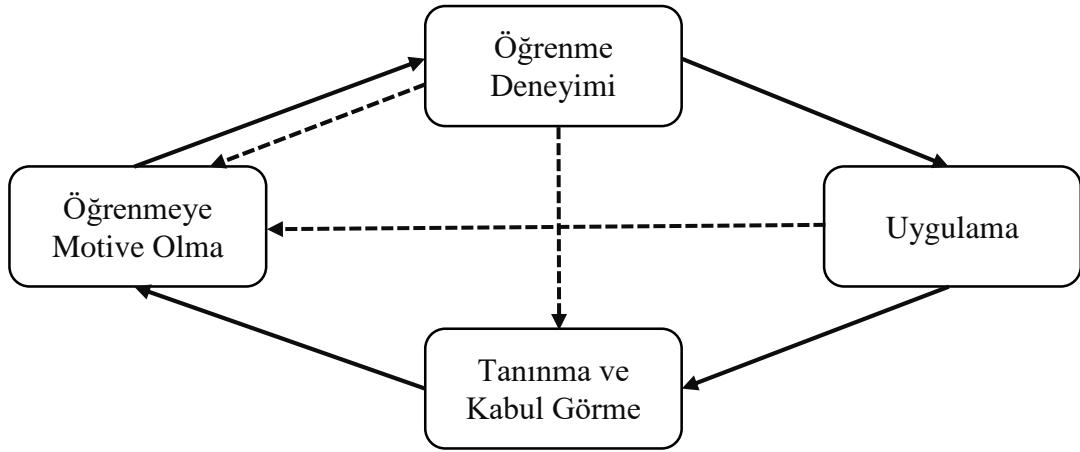 Öğrenme
Deneyimi
Öğrenmeye
Motive Olma
Uygulama
Tanınma ve
Kabul Görme